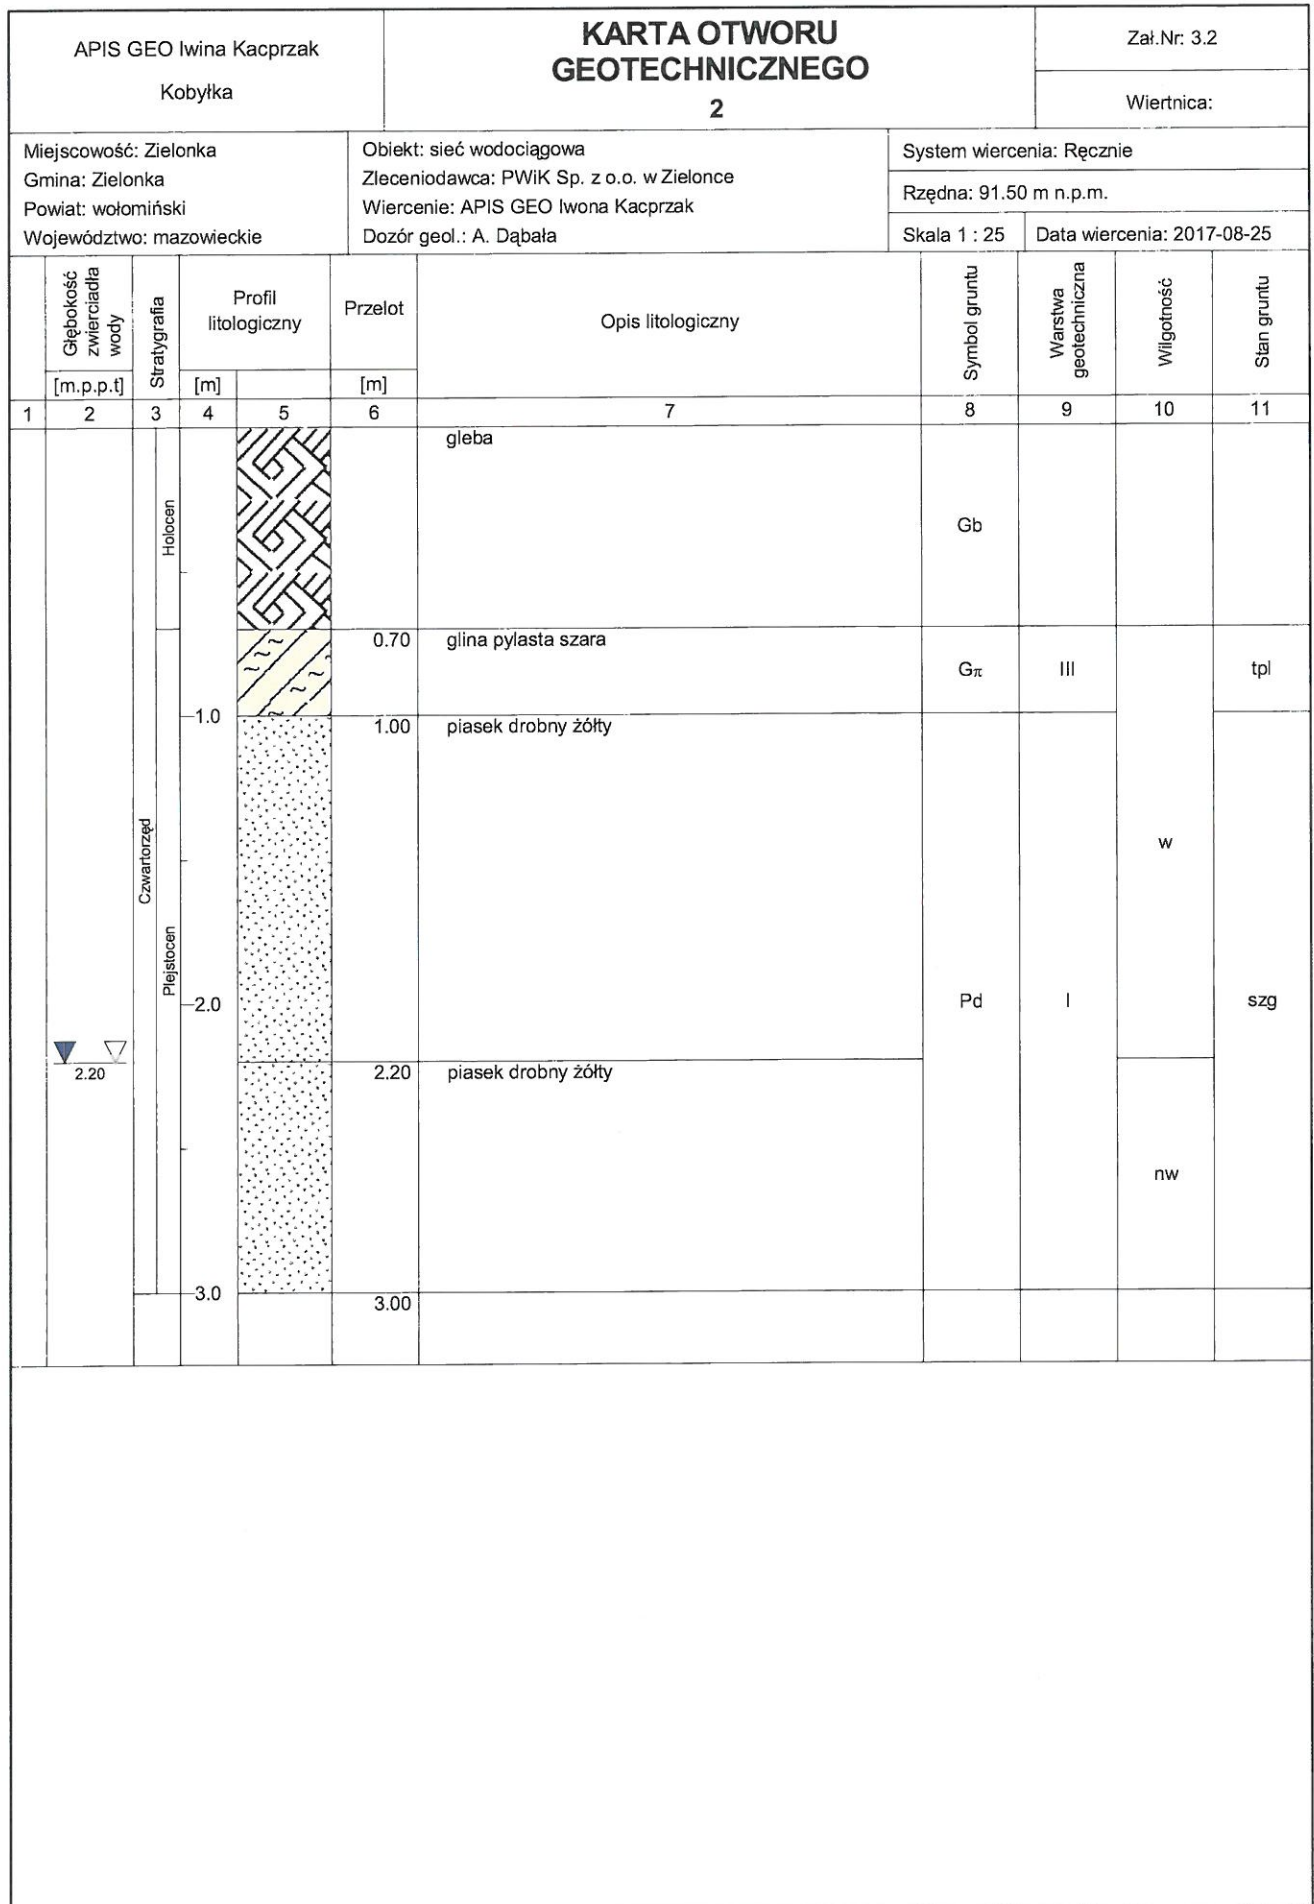 APIS GEO Iwina Kacprzak
Kobyłka
KARTA OTWORU
GEOTECHNICZNEGO
2
Zał.Nr: 3.2
Wiertnica:
Miejscowość: Zielonka
Gmina: Zielonka
Powiat: wołomiński
Województwo: mazowieckie
Obiekt: sieć wodociągowa
Zleceniodawca: PWiK Sp. z o.o. w Zielonce
Wiercenie: APIS GEO Iwona Kacprzak
Dozór geol.: A. Dąbała
System wiercenia: Ręcznie
Rzędna: 91.50 m n.p.m.
Skala 1 : 25
Data wiercenia: 2017-08-25
Głębokość
zwierciadła
wody
[m.p.p.t]
Stratygrafia
Profil
litologiczny
[m]
Przelot
[m]
Opis litologiczny
Symbol gruntu
Warstwa
geotechniczna
Wilgotność
Stan gruntu
1 2 3 4 5 6 7 8 9 10 11
gleba
Holocen
Gb
0.70 glina pylasta szara
Gπ III tpl
1.0
1.00 piasek drobny żółty
Czwartorzęd
w
Plejstocen
2.0
Pd I szg
2.20
2.20 piasek drobny żółty
nw
3.0
3.00